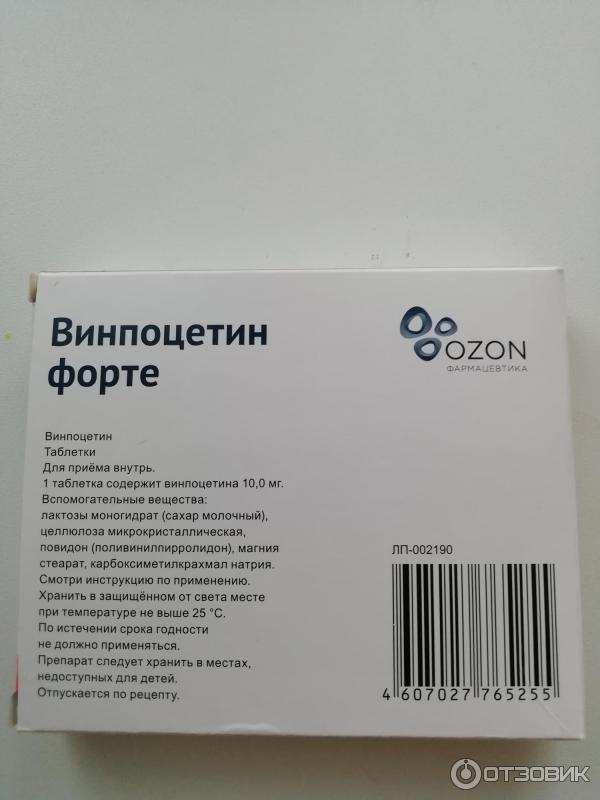 Винпоцетин
форте
OZON
ФАРМАЦЕВТИКА
Винпоцетин
Таблетки
Для приёма внутрь.
1 таблетка содержит винпоцетина 10,0 мг.
Вспомогательные вещества:
лактозы моногидрат (сахар молочный),
целлюлоза микрокристаллическая,
повидон (поливинилпирролидон), магния
стеарат, карбоксиметилкрахмал натрия.
Смотри инструкцию по применению.
Хранить в защищённом от света месте
при температуре не выше 25 °С.
По истечении срока годности
не должно применяться.
Препарат следует хранить в местах,
недоступных для детей.
Отпускается по рецепту.
ЛП-002190
4 607027 765255
ОТЗОВИК